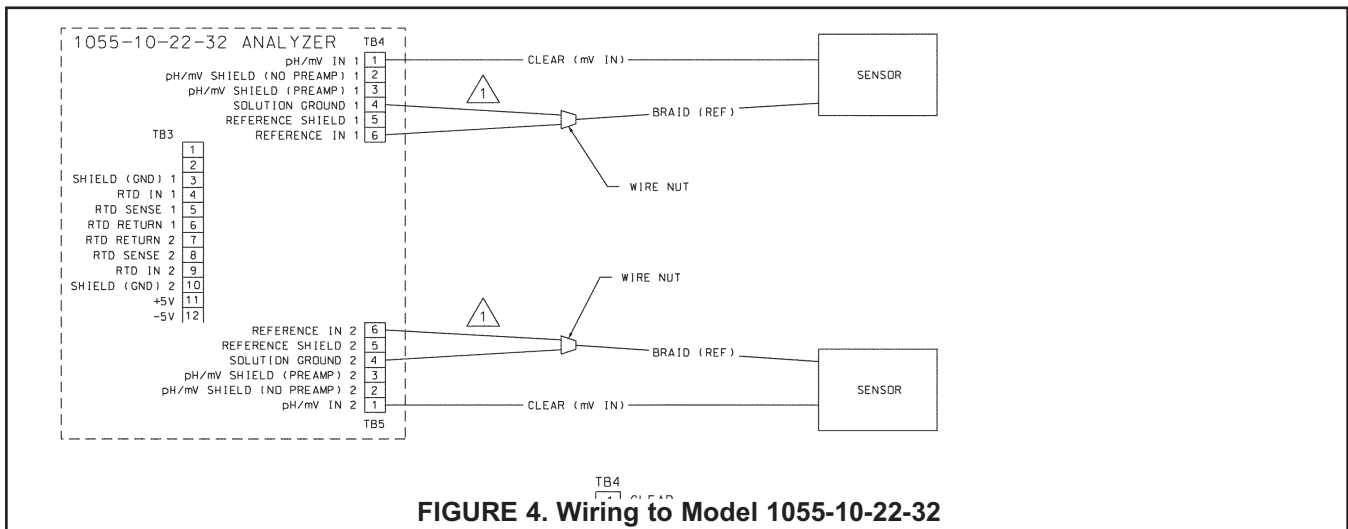 1055-10-22-32 ANALYZER
TB4
pH/mV IN 1 1
pH/mV SHIELD (NO PREAMP) 1 2
pH/mV SHIELD (PREAMP) 1 3
SOLUTION GROUND 1 4
REFERENCE SHIELD 1 5
REFERENCE IN 1 6
CLEAR (mV IN)
1
BRAID (REF)
SENSOR
WIRE NUT
TB3
1
2
SHIELD (GND) 1 3
RTD IN 1 4
RTD SENSE 1 5
RTD RETURN 1 6
RTD RETURN 2 7
RTD SENSE 2 8
RTD IN 2 9
SHIELD (GND) 2 10
+5V 11
-5V 12
WIRE NUT
1
REFERENCE IN 2 6
REFERENCE SHIELD 2 5
SOLUTION GROUND 2 4
pH/mV SHIELD (PREAMP) 2 3
pH/mV SHIELD (NO PREAMP) 2 2
pH/mV IN 2 1
TB5
BRAID (REF)
CLEAR (mV IN)
SENSOR
TB4
FIGURE 4. Wiring to Model 1055-10-22-32